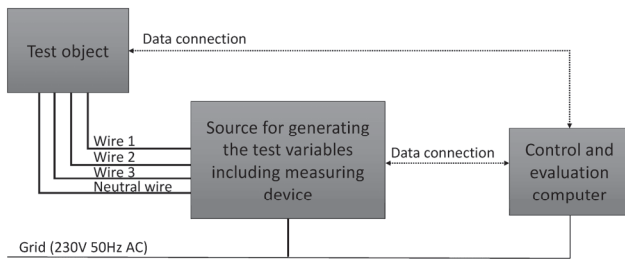 Test object
Data connection
Wire 1
Wire 2
Wire 3
Neutral wire
Source for generating
the test variables
including measuring
device
Data connection
Control and
evaluation
computer
Grid (230V 50Hz AC)